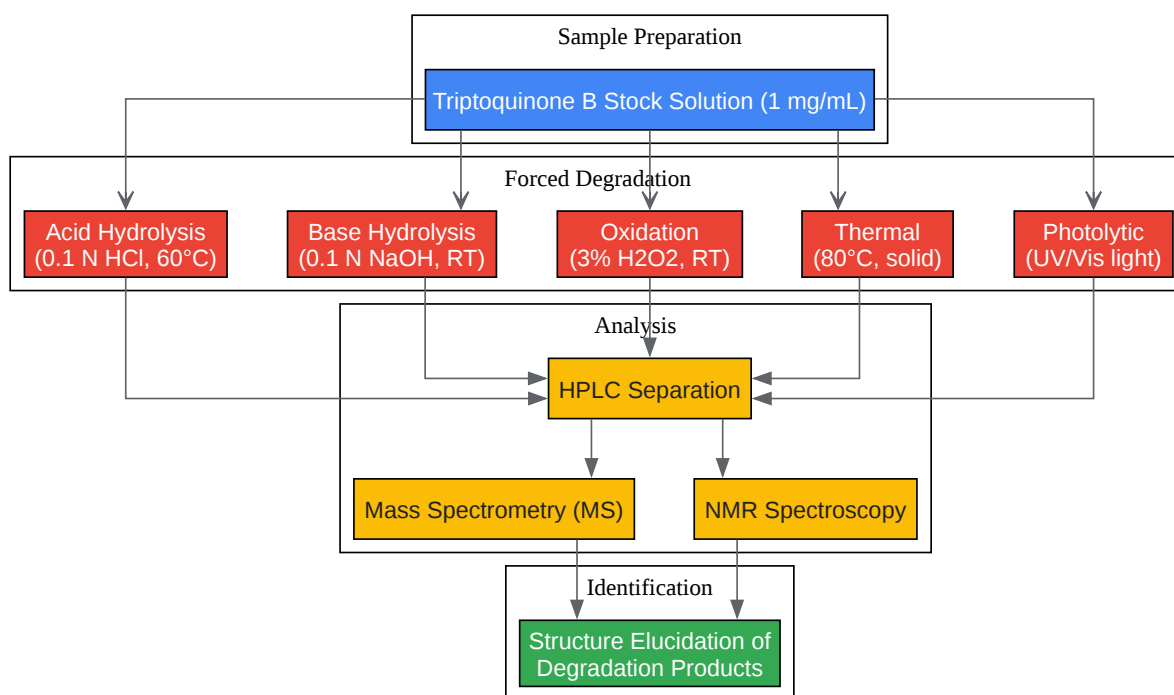 Sample Preparation
Triptoquinone B Stock Solution (1 mg/mL)
Forced Degradation
Acid Hydrolysis
(0.1 N HCl, 60°C)
Base Hydrolysis
(0.1 N NaOH, RT)
Oxidation
(3% H2O2, RT)
Thermal
(80°C, solid)
Photolytic
(UV/Vis light)
Analysis
HPLC Separation
Mass Spectrometry (MS)
NMR Spectroscopy
Identification
Structure Elucidation of
Degradation Products